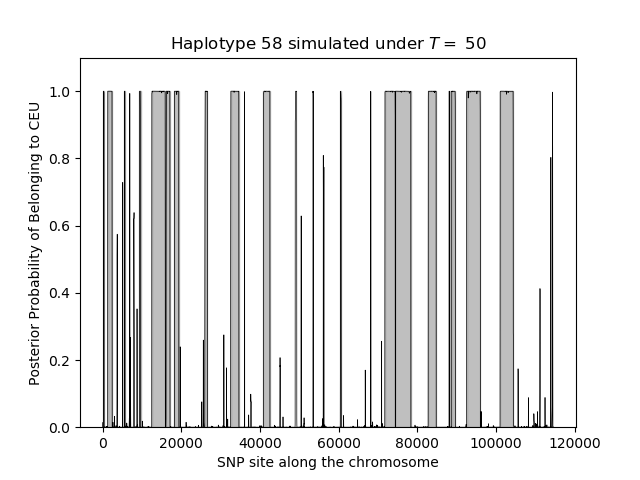 Haplotype 58 simulated under T = 50
Posterior Probability of Belonging to CEU
1.0
0.8
0.6
0.4
0.2
0.0
0 20000 40000 60000 80000 100000 120000
SNP site along the chromosome